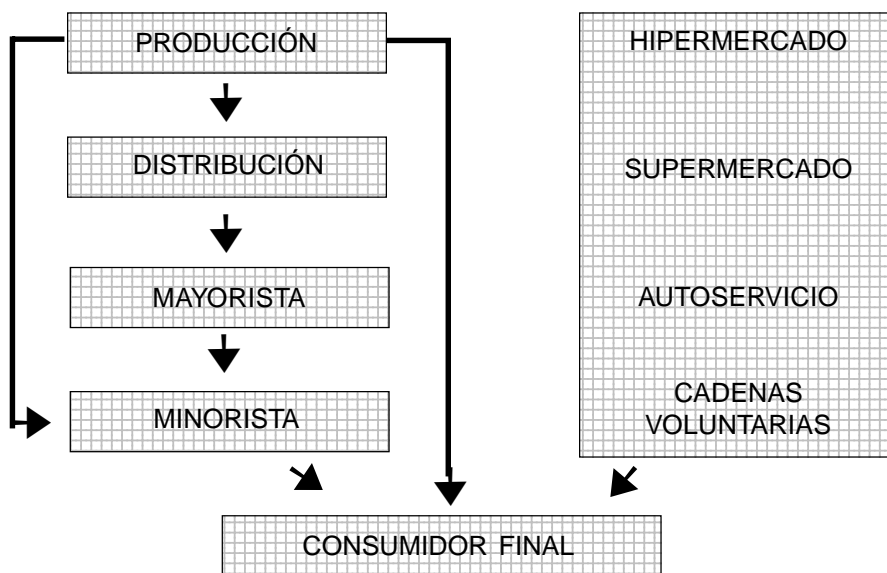 PRODUCCIÓN
DISTRIBUCIÓN
MAYORISTA
MINORISTA
HIPERMERCADO
SUPERMERCADO
AUTOSERVICIO
CADENAS
VOLUNTARIAS
CONSUMIDOR FINAL